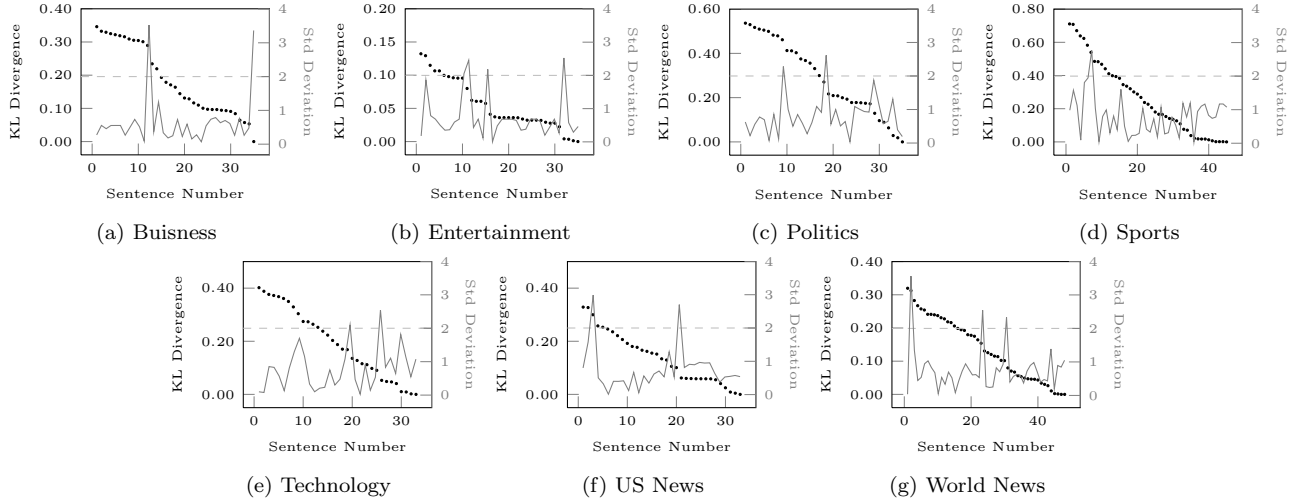 0.40
0.30
0.20
0.10
0.00
KL Divergence
4
3
2
1
0
Std Deviation
0 10 20 30
Sentence Number
(a) Buisness
0.20
0.15
0.10
0.05
0.00
KL Divergence
4
3
2
1
0
Std Deviation
0 10 20 30
Sentence Number
(b) Entertainment
0.60
0.40
0.20
0.00
KL Divergence
4
3
2
1
0
Std Deviation
0 10 20 30
Sentence Number
(c) Politics
0.80
0.60
0.40
0.20
0.00
KL Divergence
4
3
2
1
0
Std Deviation
0 20 40
Sentence Number
(d) Sports
0.40
0.20
0.00
KL Divergence
4
3
2
1
0
Std Deviation
0 10 20 30
Sentence Number
(e) Technology
0.40
0.20
0.00
KL Divergence
4
3
2
1
0
Std Deviation
0 10 20 30
Sentence Number
(f) US News
0.40
0.30
0.20
0.10
0.00
KL Divergence
4
3
2
1
0
Std Deviation
0 20 40
Sentence Number
(g) World News